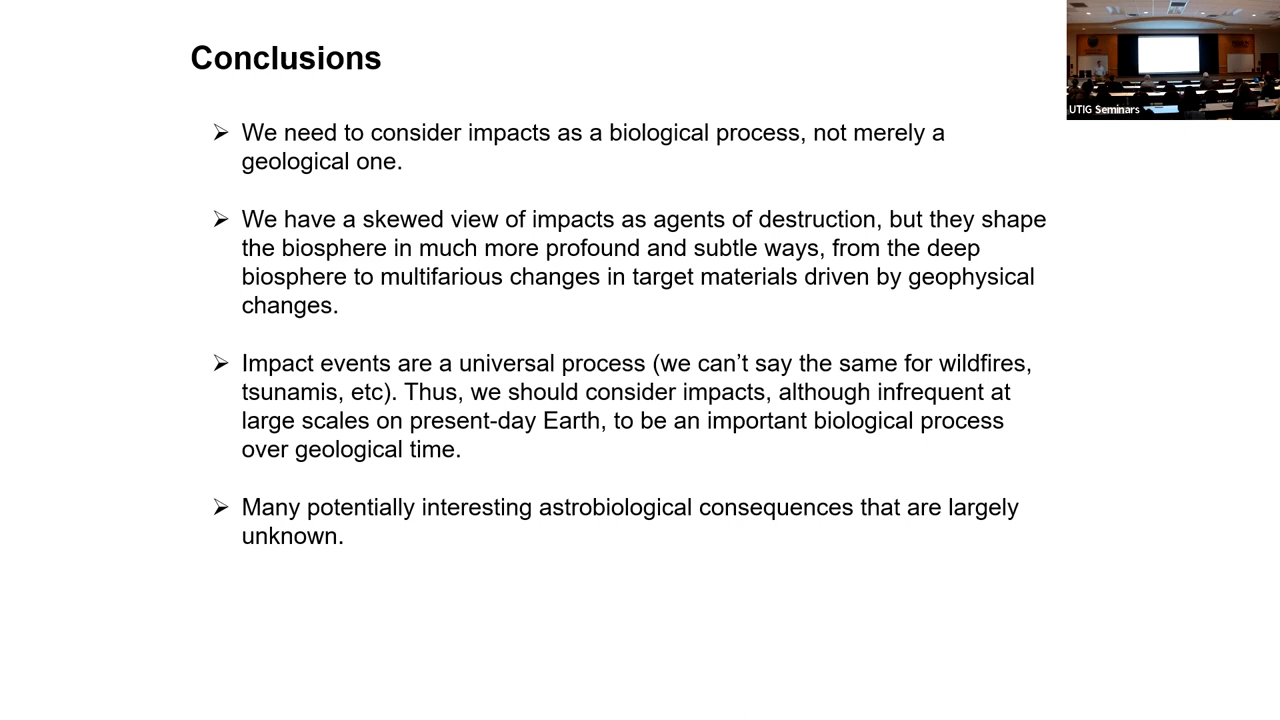 Conclusions
➢ We need to consider impacts as a biological process, not merely a
geological one.
➢ We have a skewed view of impacts as agents of destruction, but they shape
the biosphere in much more profound and subtle ways, from the deep
biosphere to multifarious changes in target materials driven by geophysical
changes.
➢ Impact events are a universal process (we can’t say the same for wildfires,
tsunamis, etc). Thus, we should consider impacts, although infrequent at
large scales on present-day Earth, to be an important biological process
over geological time.
➢ Many potentially interesting astrobiological consequences that are largely
unknown.
UTIG Seminars